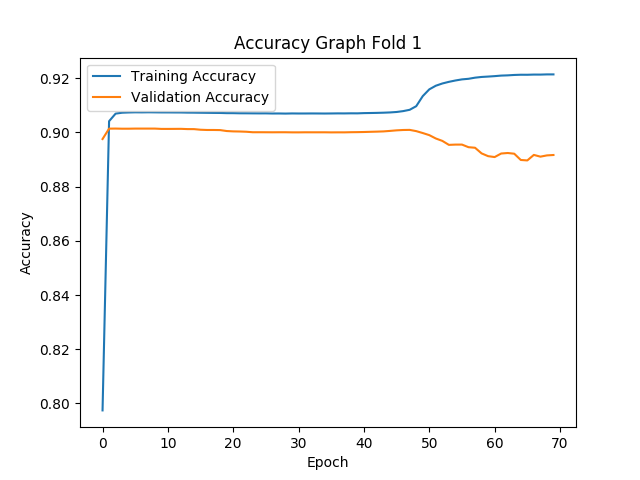 Accuracy Graph Fold 1
Training Accuracy
Validation Accuracy
0.92
0.90
0.88
0.86
0.84
0.82
0.80
Accuracy
0 10 20 30 40 50 60 70
Epoch